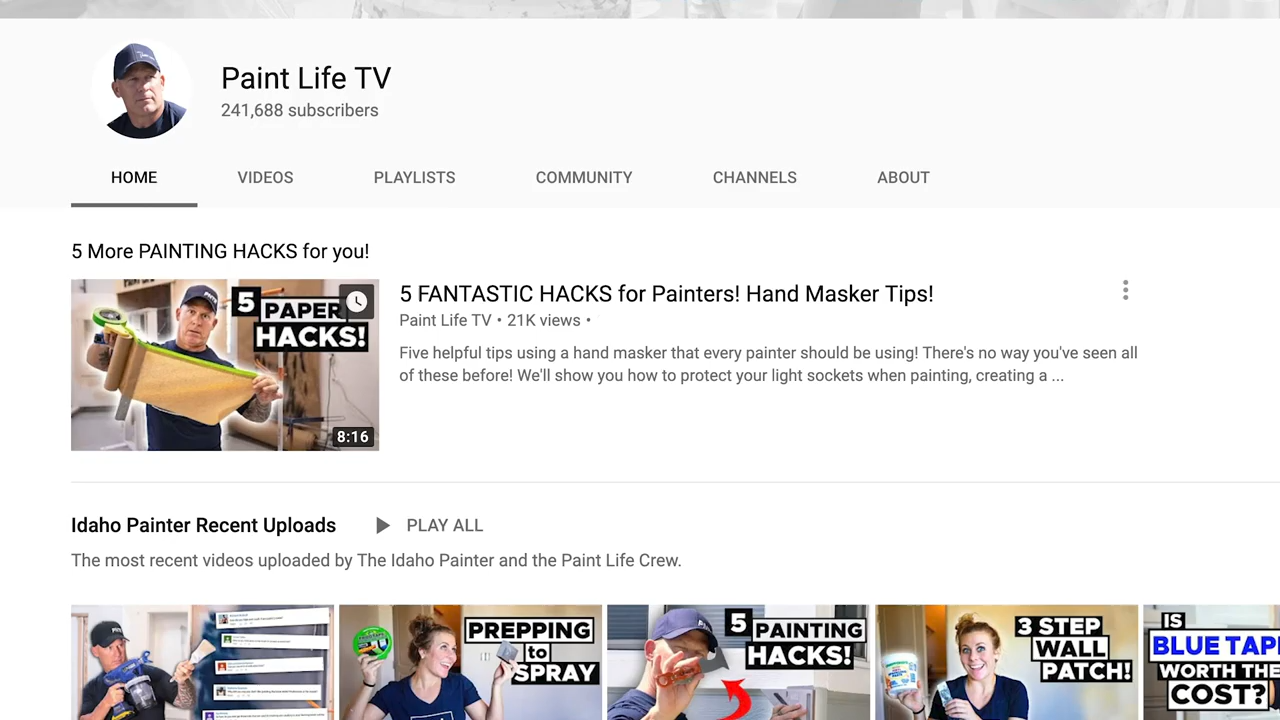 Paint Life TV
241,688 subscribers
HOME VIDEOS PLAYLISTS COMMUNITY CHANNELS ABOUT
5 More PAINTING HACKS for you!
5 PAPER
HACKS!
8:16
5 FANTASTIC HACKS for Painters! Hand Masker Tips!
Paint Life TV • 21K views •
Five helpful tips using a hand masker that every painter should be using! There's no way you've seen all
of these before! We'll show you how to protect your light sockets when painting, creating a ...
Idaho Painter Recent Uploads PLAY ALL
The most recent videos uploaded by The Idaho Painter and the Paint Life Crew.
PREPPING
to
SPRAY
5 PAINTING
HACKS!
3 STEP
WALL
PATCH!
IS
BLUE TAPE
WORTH THE
COST?